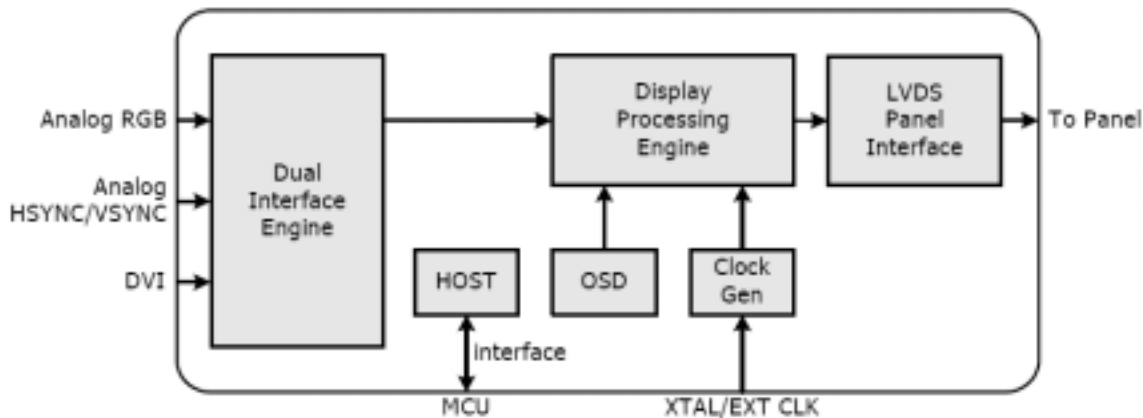 Analog RGB
Analog
HSYNC/VSYNC
DVI
Dual
Interface
Engine
Display
Processing
Engine
LVDS
Panel
Interface
To Panel
HOST
OSD
Clock
Gen
interface
MCU
XTAL/EXT CLK